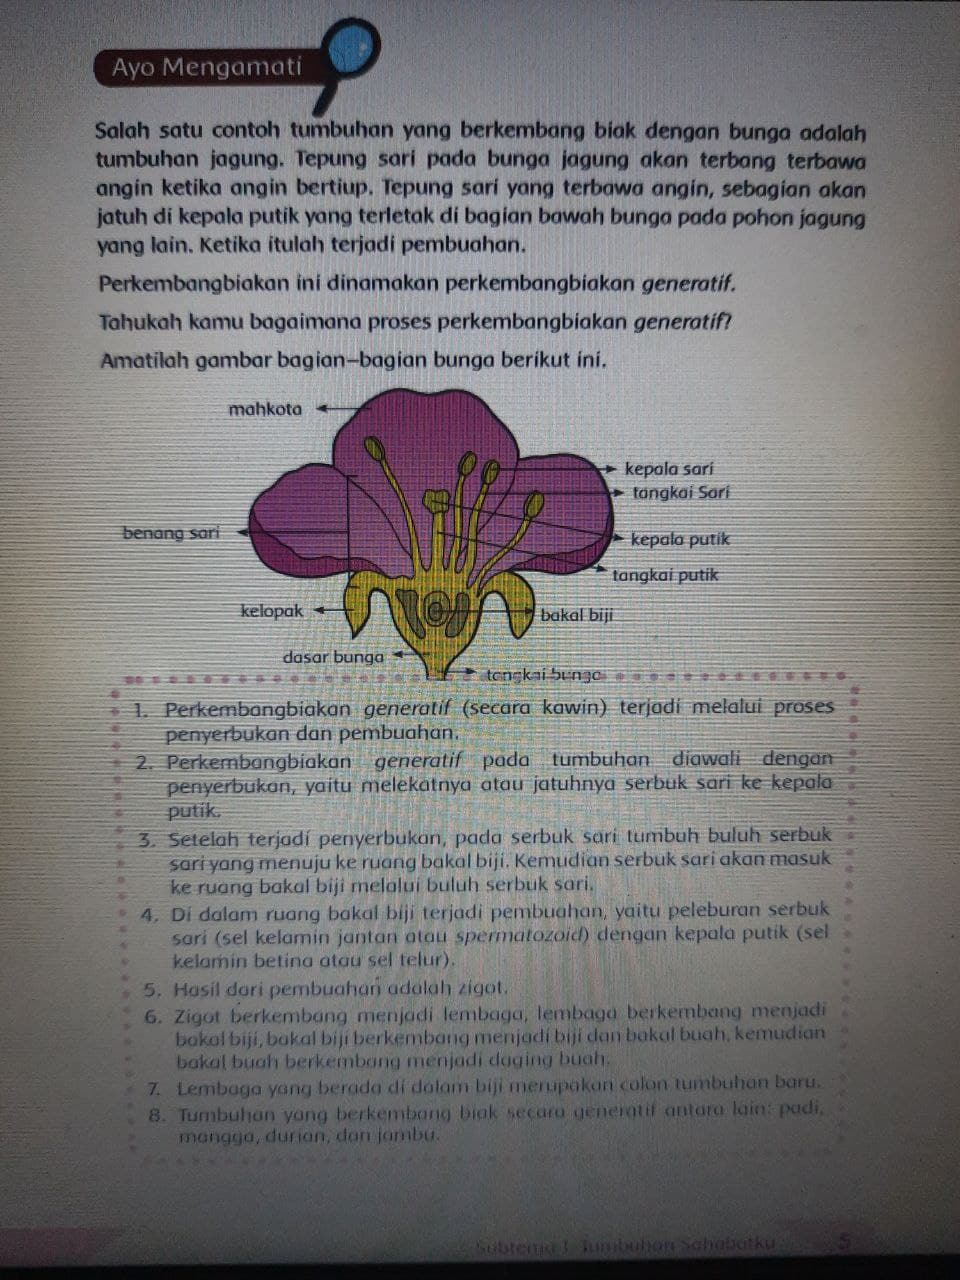 Ayo Mengamati
Salah satu contoh tumbuhan yang berkembang biak dengan bunga adalah
tumbuhan jagung. Tepung sari pada bunga jagung akan terbang terbawa
angin ketika angin bertiup. Tepung sari yang terbawa angin, sebagian akan
jatuh di kepala putik yang terletak di bagian bawah bunga pada pohon jagung
yang lain. Ketika itulah terjadi pembuahan.
Perkembangbiakan ini dinamakan perkembangbiakan generatif.
Tahukah kamu bagaimana proses perkembangbiakan generatif?
Amatilah gambar bagian–bagian bunga berikut ini.
mahkota
kepala sari
tangkai Sari
benang sari
kepala putik
tangkai putik
kelopak
bakal biji
dasar bunga
tangkai bunga
1. Perkembangbiakan generatif (secara kawin) terjadi melalui proses
penyerbukan dan pembuahan.
2. Perkembangbiakan generatif pada tumbuhan diawali dengan
penyerbukan, yaitu melekatnya atau jatuhnya serbuk sari ke kepala
putik.
3. Setelah terjadi penyerbukan, pada serbuk sari tumbuh buluh serbuk
sari yang menuju ke ruang bakal biji. Kemudian serbuk sari akan masuk
ke ruang bakal biji melalui buluh serbuk sari.
4. Di dalam ruang bakal biji terjadi pembuahan, yaitu peleburan serbuk
sari (sel kelamin jantan atau spermatozoid) dengan kepala putik (sel
kelamin betina atau sel telur).
5. Hasil dari pembuahan adalah zigot.
6. Zigot berkembang menjadi lembaga, lembaga berkembang menjadi
bakal biji, bakal biji berkembang menjadi biji dan bakal buah, kemudian
bakal buah berkembang menjadi daging buah.
7. Lembaga yang berada di dalam biji merupakan calon tumbuhan baru.
8. Tumbuhan yang berkembang biak secara generatif antara lain: padi,
mangga, durian, dan jambu.
Subtema 1: Tumbuhan Sahabatku 5